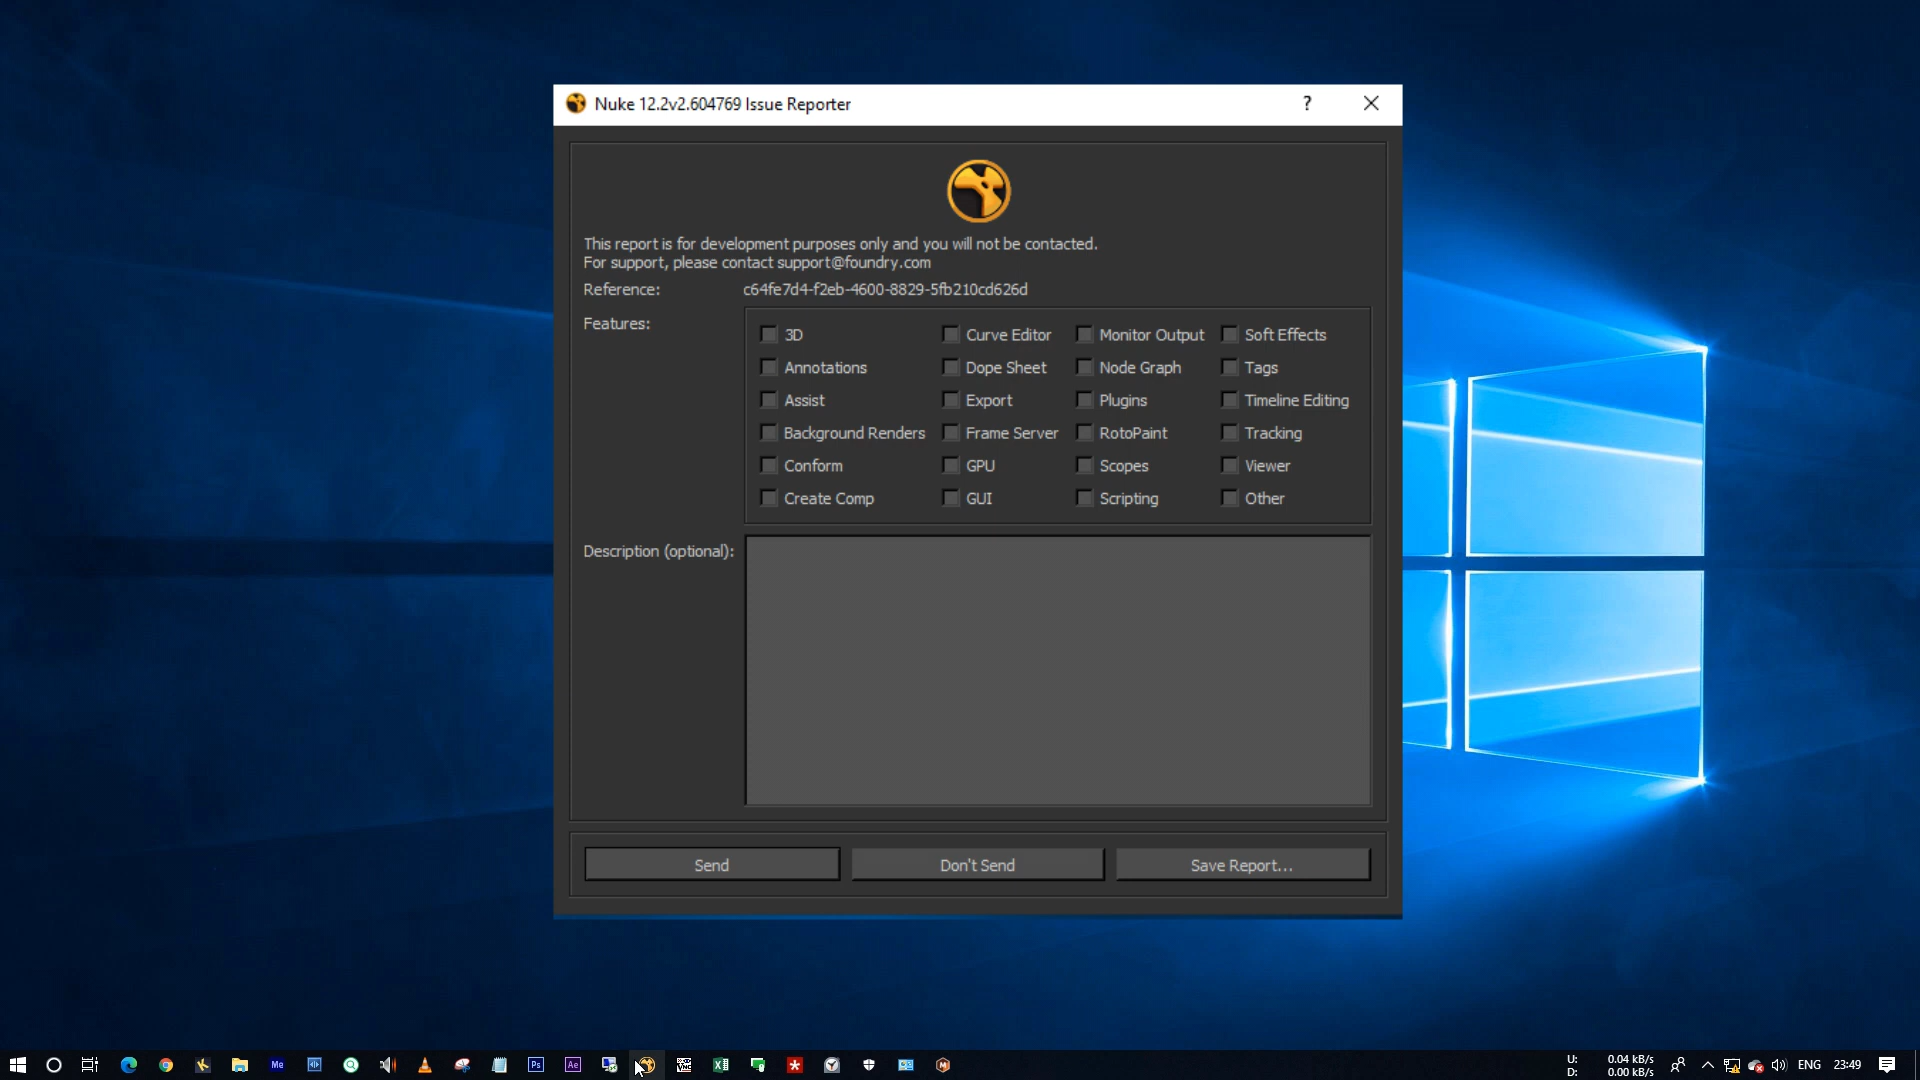 Nuke 12.2v2.604769 Issue Reporter
?
This report is for development purposes only and you will not be contacted.
For support, please contact support@foundry.com
Reference: c64fe7d4-f2eb-4600-8829-5fb210cd626d
Features:
3D Curve Editor Monitor Output Soft Effects
Annotations Dope Sheet Node Graph Tags
Assist Export Plugins Timeline Editing
Background Renders Frame Server RotoPaint Tracking
Conform GPU Scopes Viewer
Create Comp GUI Scripting Other
Description (optional):
Send Don't Send Save Report...
Me Ps Ae
U: 0.04 kB/s
D: 0.00 kB/s
ENG 23:49